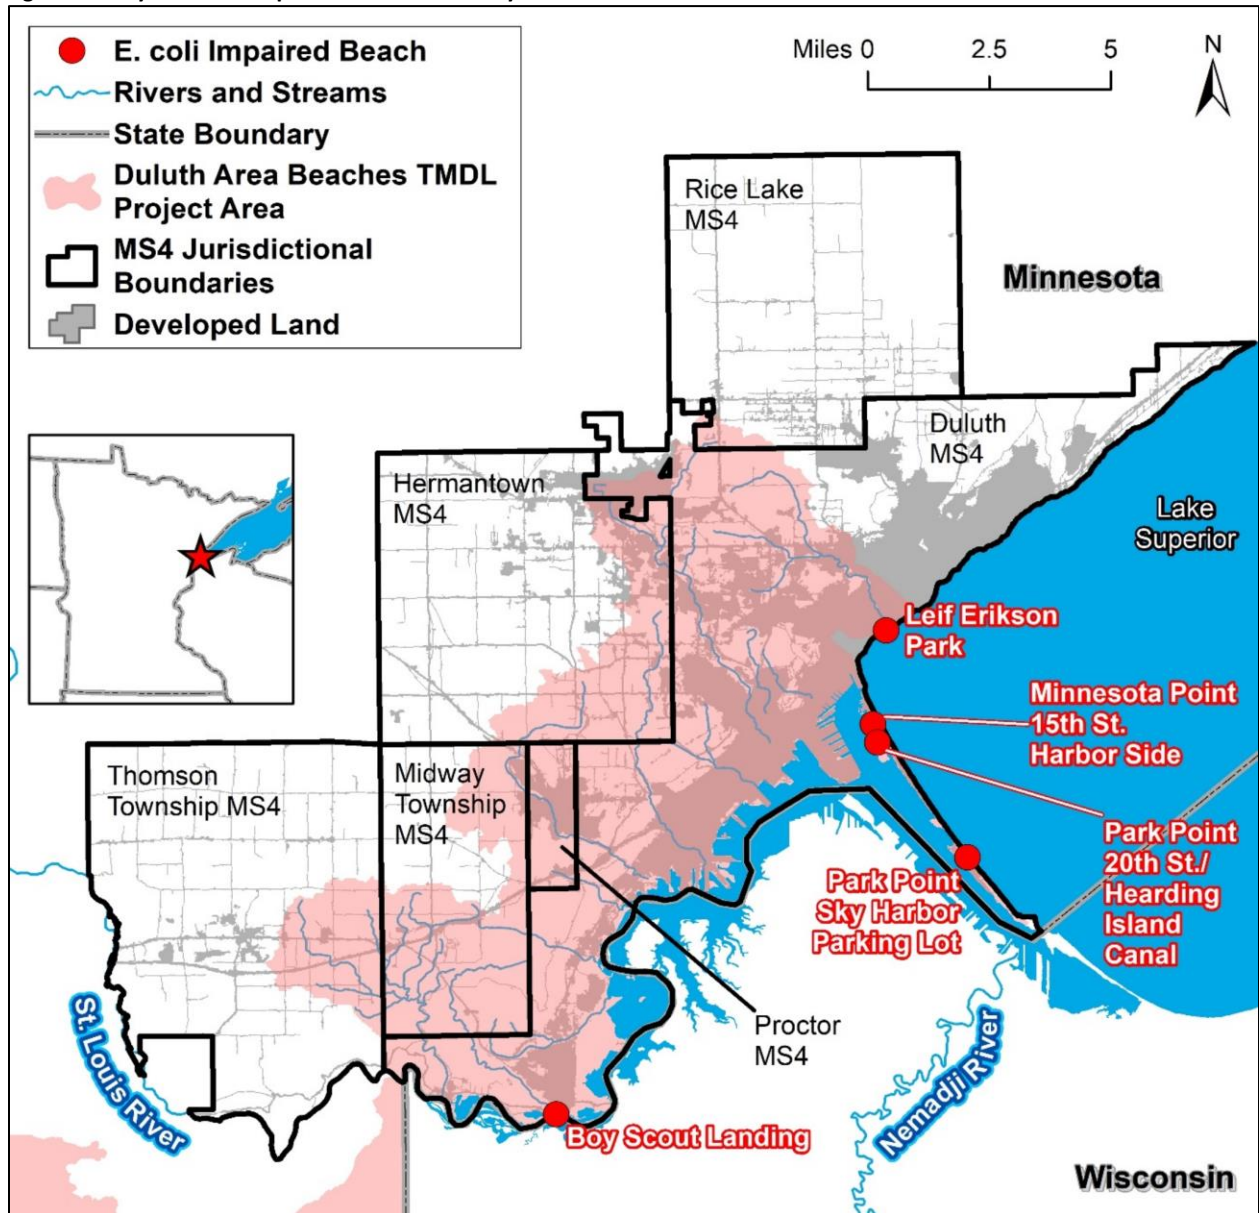 E. coli Impaired Beach
Rivers and Streams
State Boundary
Duluth Area Beaches TMDL
Project Area
MS4 Jurisdictional
Boundaries
Developed Land
Miles 0 2.5 5
N
Rice Lake
MS4
Minnesota
Duluth
MS4
Hermantown
MS4
Lake
Superior
Leif Erikson
Park
Minnesota Point
15th St.
Harbor Side
Thomson
Township MS4
Midway
Township
MS4
Park Point
20th St./
Hearding
Island
Canal
Park Point
Sky Harbor
Parking Lot
Proctor
MS4
St. Louis River
Nemadji River
Boy Scout Landing
Wisconsin